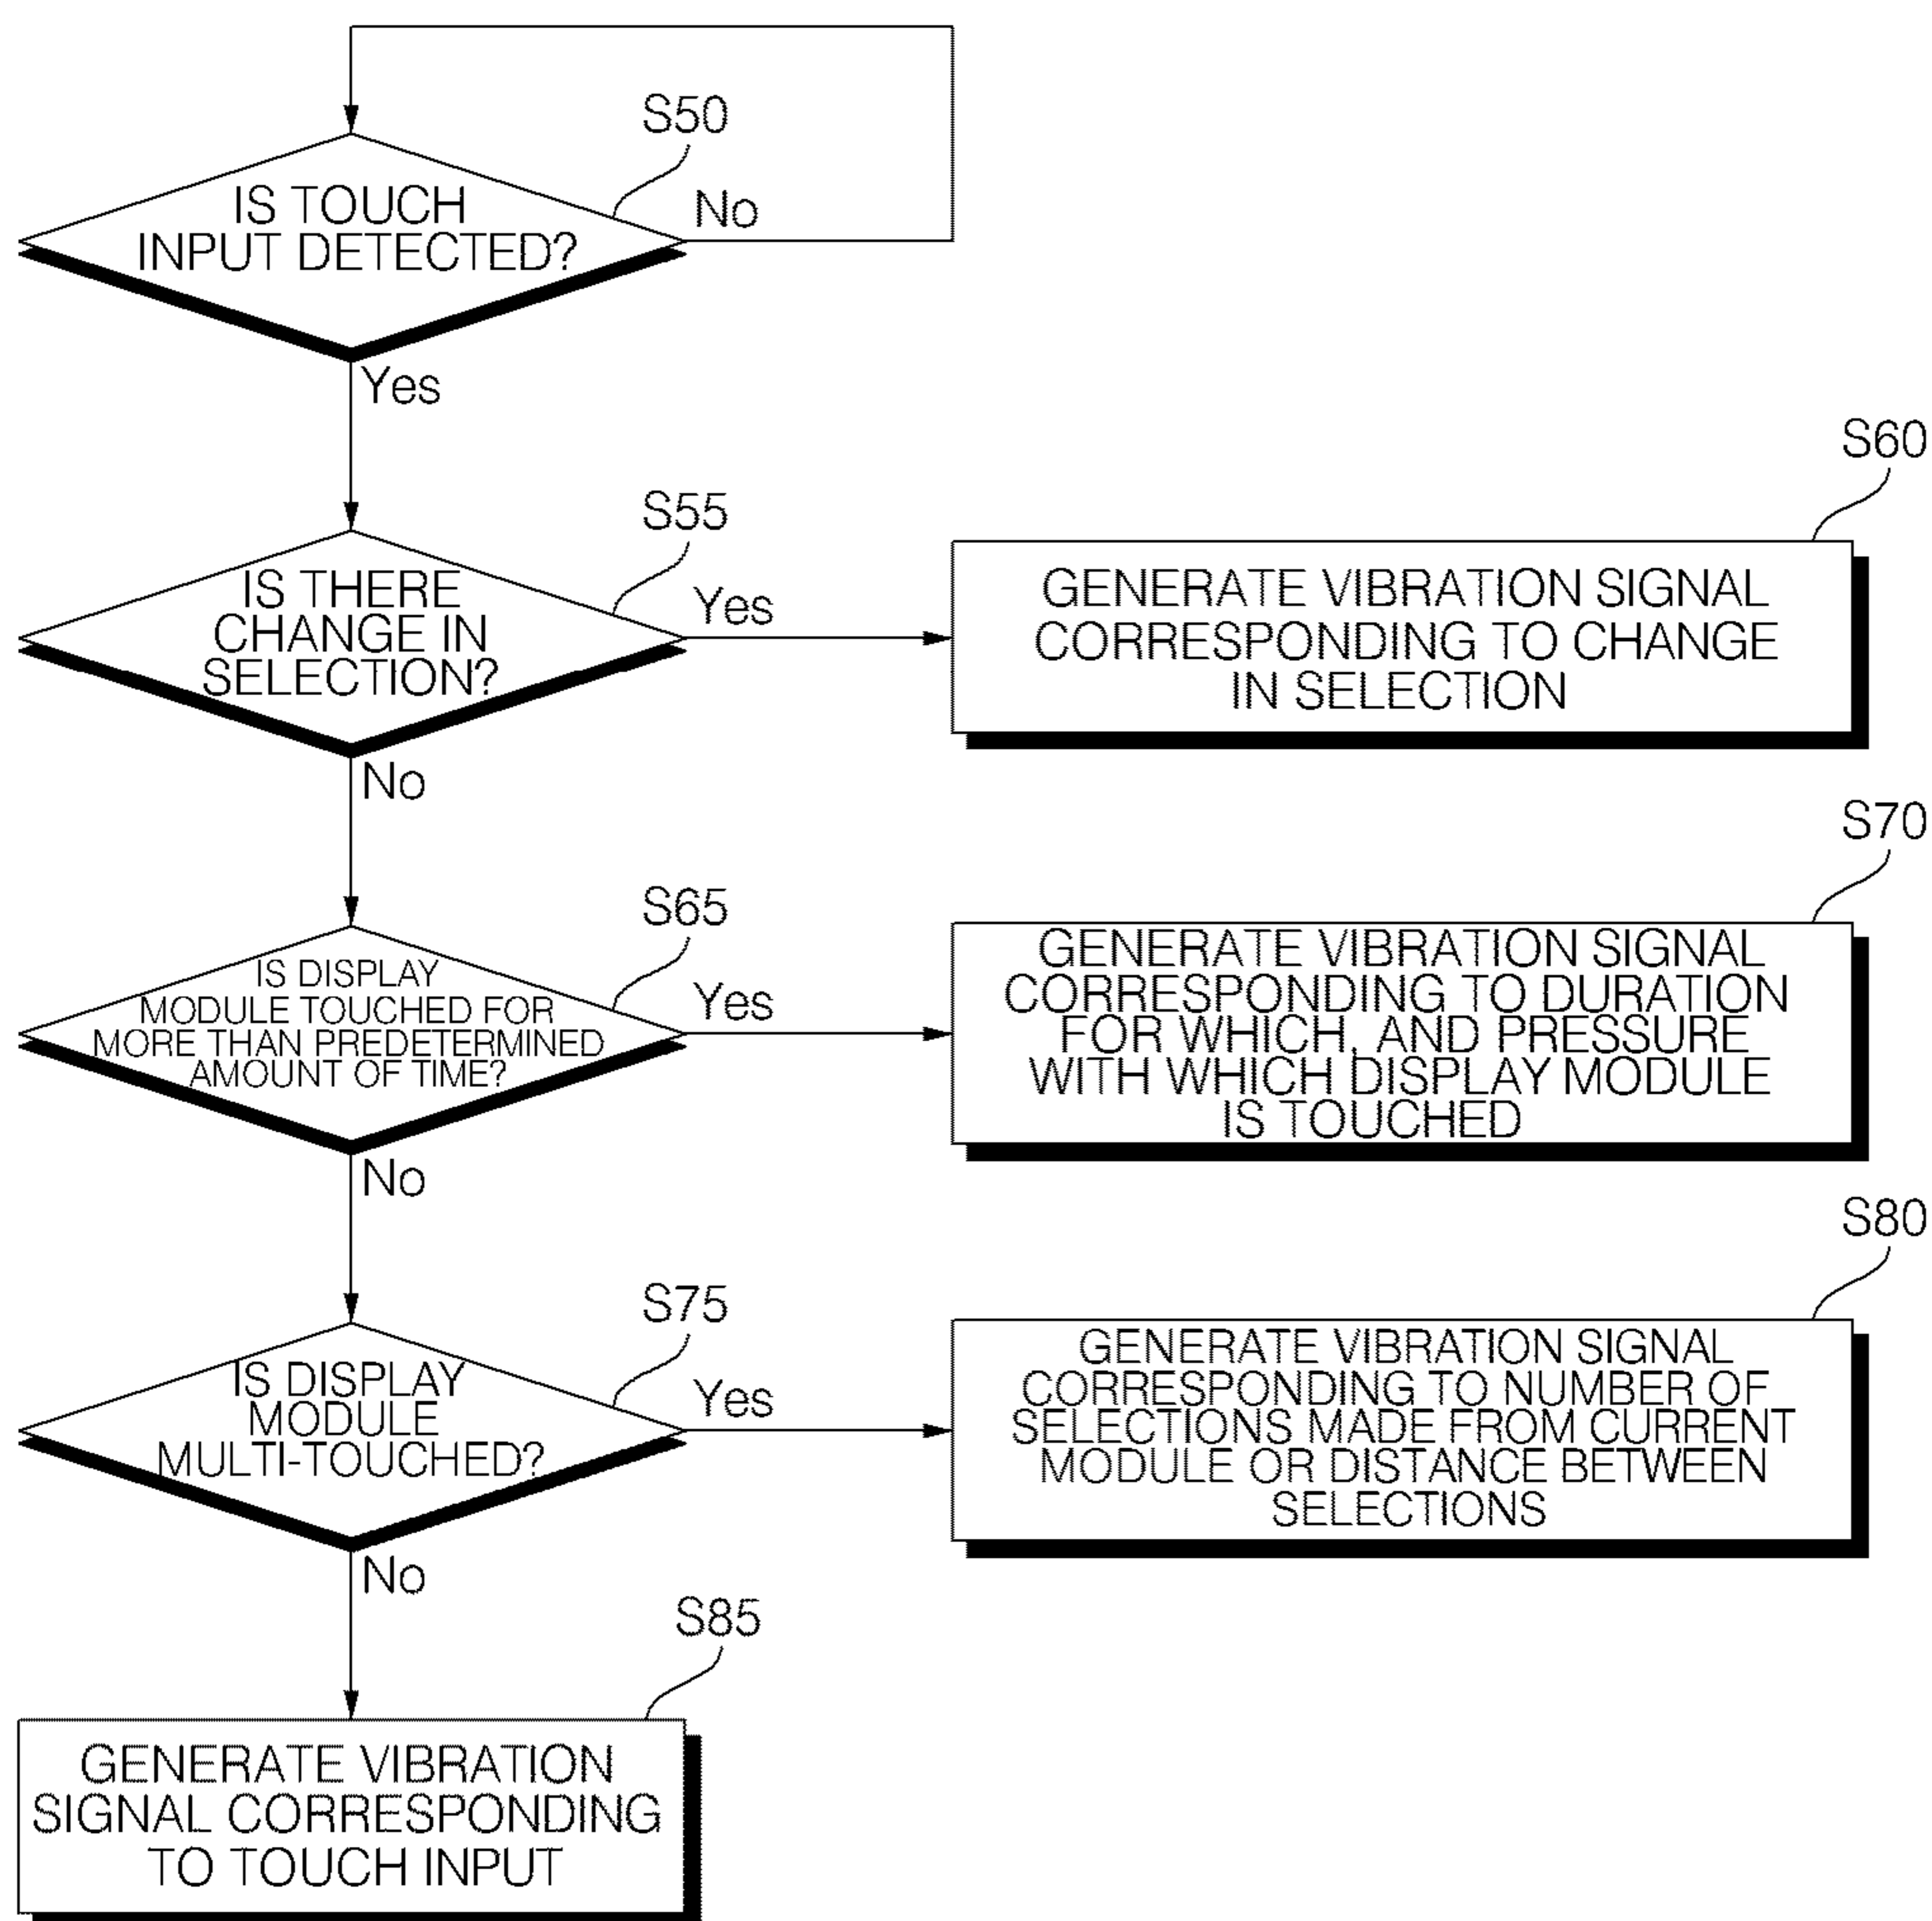 S50
IS TOUCH
INPUT DETECTED?
No
Yes
S55
IS THERE
CHANGE IN
SELECTION?
Yes
No
S60
GENERATE VIBRATION SIGNAL
CORRESPONDING TO CHANGE
IN SELECTION
S65
IS DISPLAY
MODULE TOUCHED FOR
MORE THAN PREDETERMINED
AMOUNT OF TIME?
Yes
No
S70
GENERATE VIBRATION SIGNAL
CORRESPONDING TO DURATION
FOR WHICH, AND PRESSURE
WITH WHICH DISPLAY MODULE
IS TOUCHED
S75
IS DISPLAY
MODULE
MULTI-TOUCHED?
Yes
No
S80
GENERATE VIBRATION SIGNAL
CORRESPONDING TO NUMBER OF
SELECTIONS MADE FROM CURRENT
MODULE OR DISTANCE BETWEEN
SELECTIONS
S85
GENERATE VIBRATION
SIGNAL CORRESPONDING
TO TOUCH INPUT